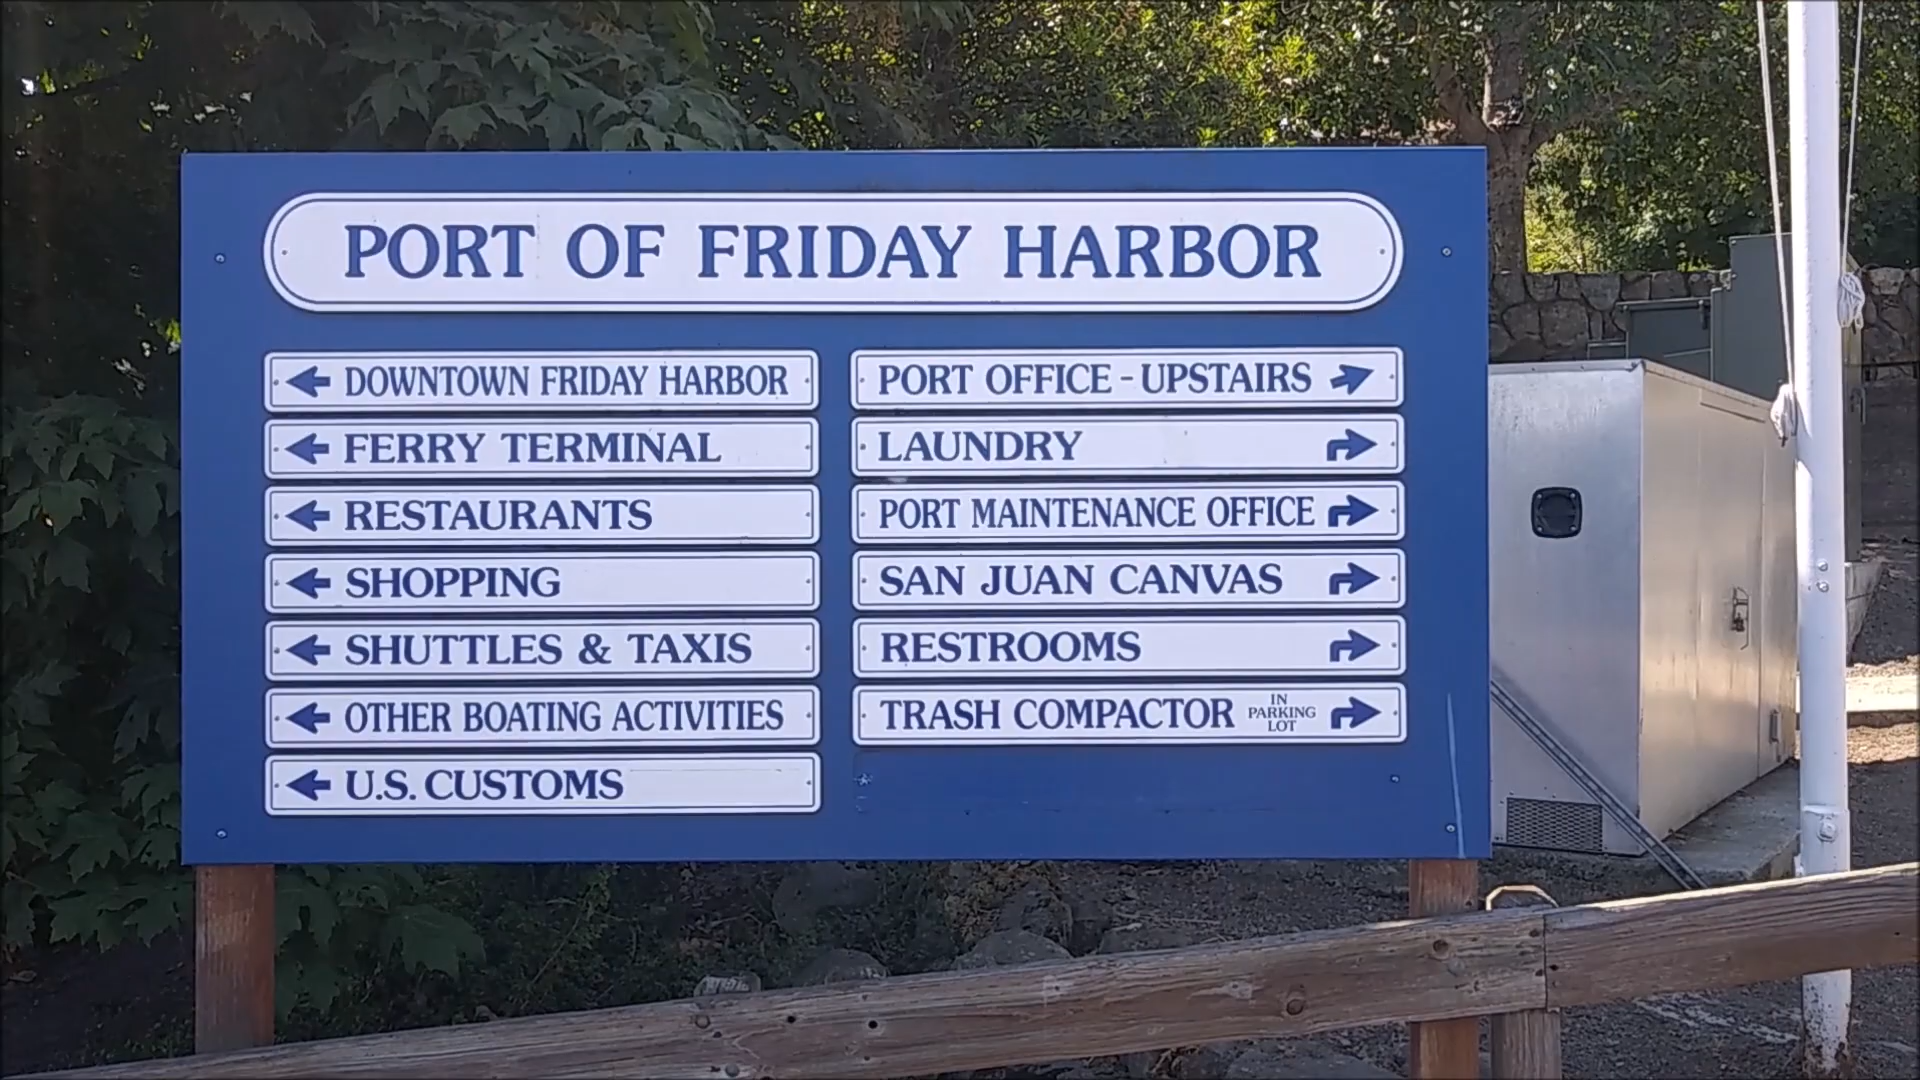 PORT OF FRIDAY HARBOR
DOWNTOWN FRIDAY HARBOR
FERRY TERMINAL
RESTAURANTS
SHOPPING
SHUTTLES & TAXIS
OTHER BOATING ACTIVITIES
U.S. CUSTOMS
PORT OFFICE - UPSTAIRS
LAUNDRY
PORT MAINTENANCE OFFICE
SAN JUAN CANVAS
RESTROOMS
TRASH COMPACTOR IN PARKING LOT